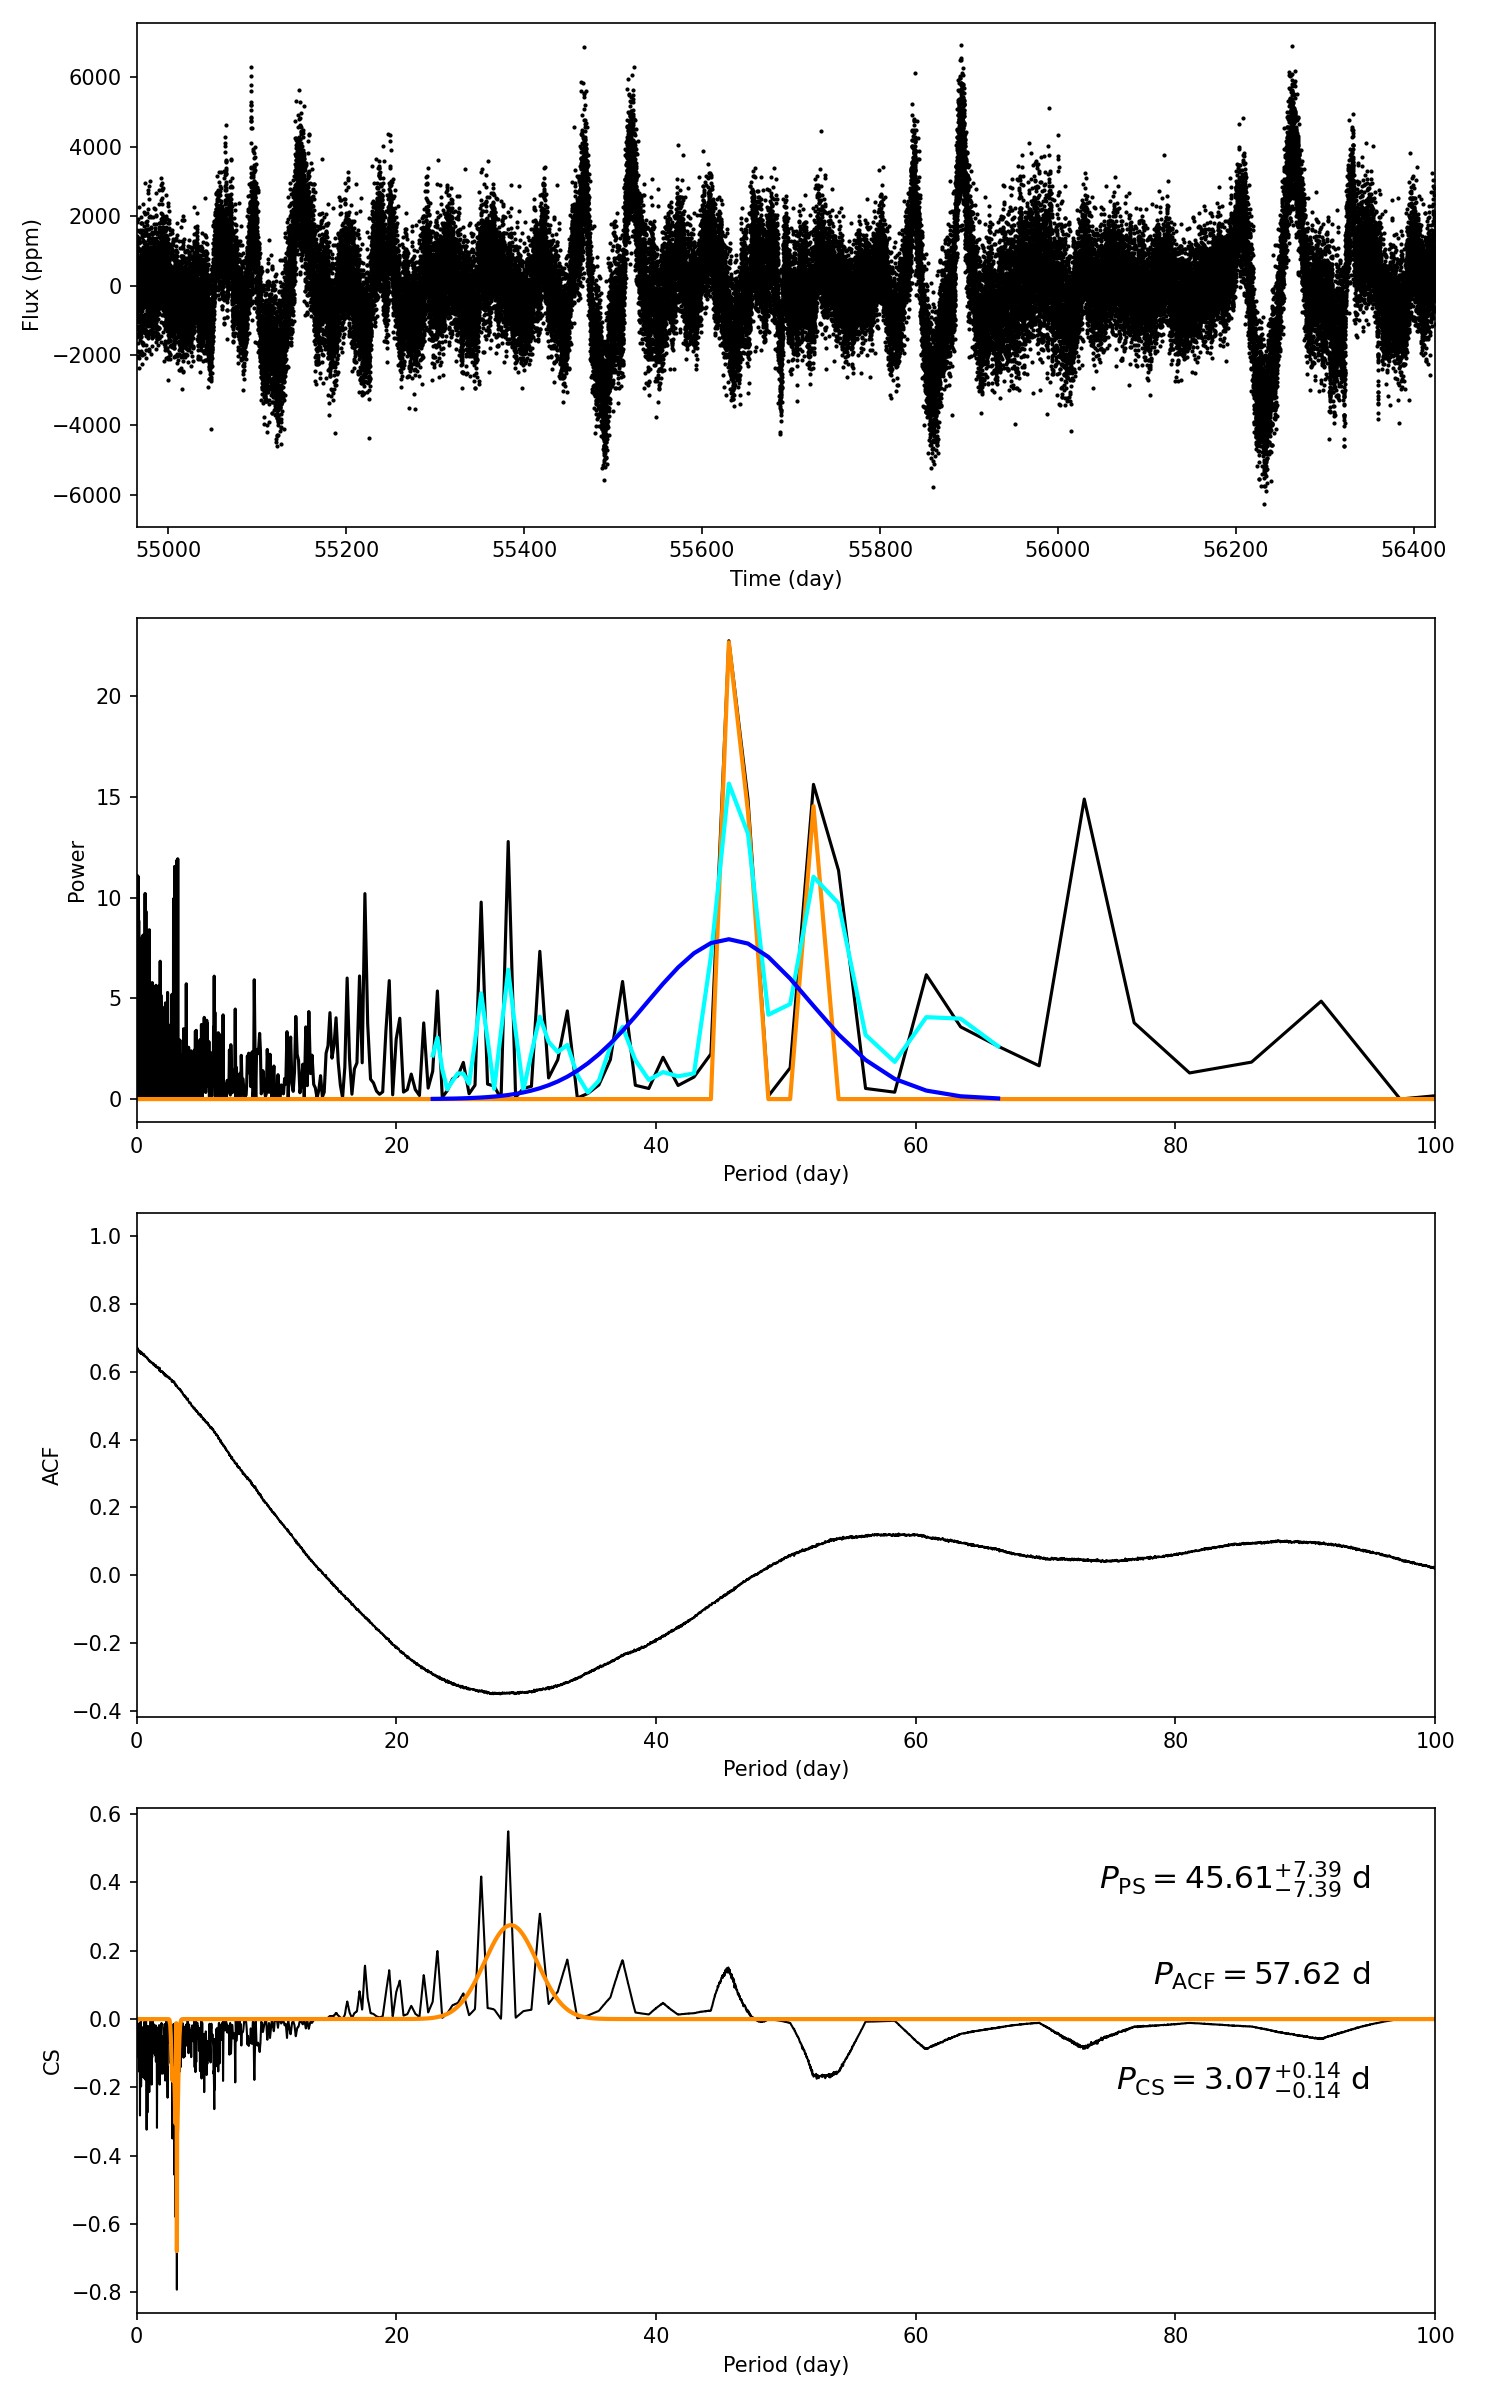 6000
4000
2000
0
−2000
−4000
−6000
Flux (ppm)
55000 55200 55400 55600 55800 56000 56200 56400
Time (day)
20
15
10
5
0
Power
0 20 40 60 80 100
Period (day)
1.0
0.8
0.6
0.4
0.2
0.0
−0.2
−0.4
ACF
0 20 40 60 80 100
Period (day)
0.6
0.4
0.2
0.0
−0.2
−0.4
−0.6
−0.8
CS
P_PS = 45.61^{+7.39}_{−7.39} d
P_ACF = 57.62 d
P_CS = 3.07^{+0.14}_{−0.14} d
0 20 40 60 80 100
Period (day)